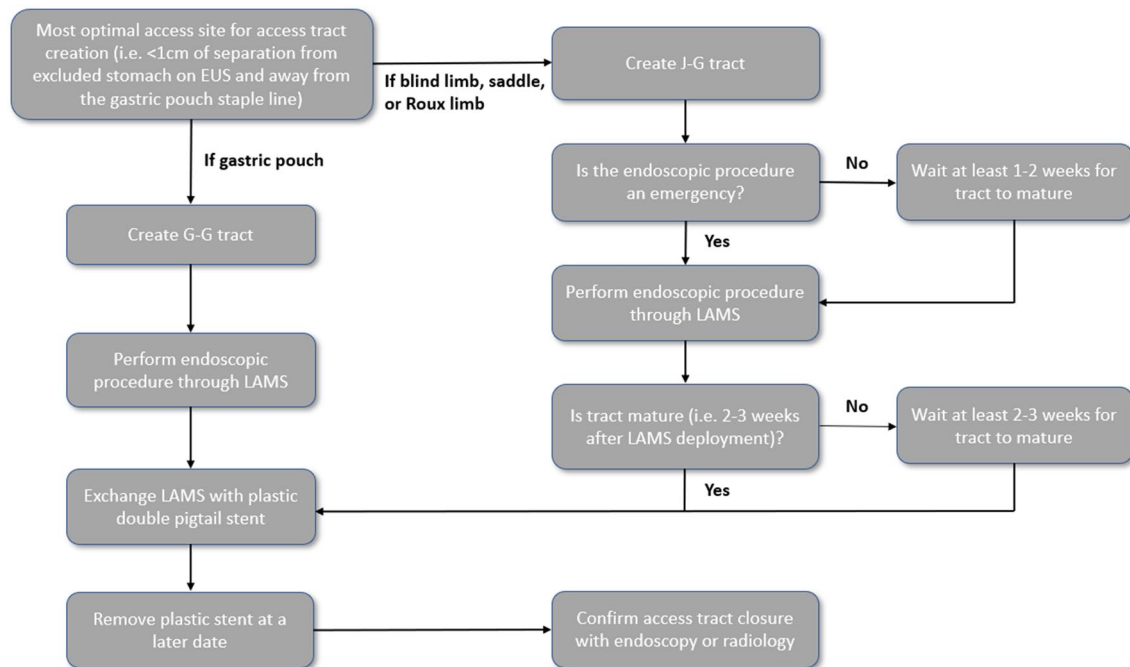 Most optimal access site for access tract
creation (i.e. <1cm of separation from
excluded stomach on EUS and away from
the gastric pouch staple line)
If blind limb, saddle,
or Roux limb
Create J-G tract
If gastric pouch
Is the endoscopic procedure
an emergency?
No
Wait at least 1-2 weeks for
tract to mature
Create G-G tract
Yes
Perform endoscopic procedure
through LAMS
Perform endoscopic
procedure through LAMS
Is tract mature (i.e. 2-3 weeks
after LAMS deployment)?
No
Wait at least 2-3 weeks for
tract to mature
Yes
Exchange LAMS with plastic
double pigtail stent
Remove plastic stent at a
later date
Confirm access tract closure
with endoscopy or radiology